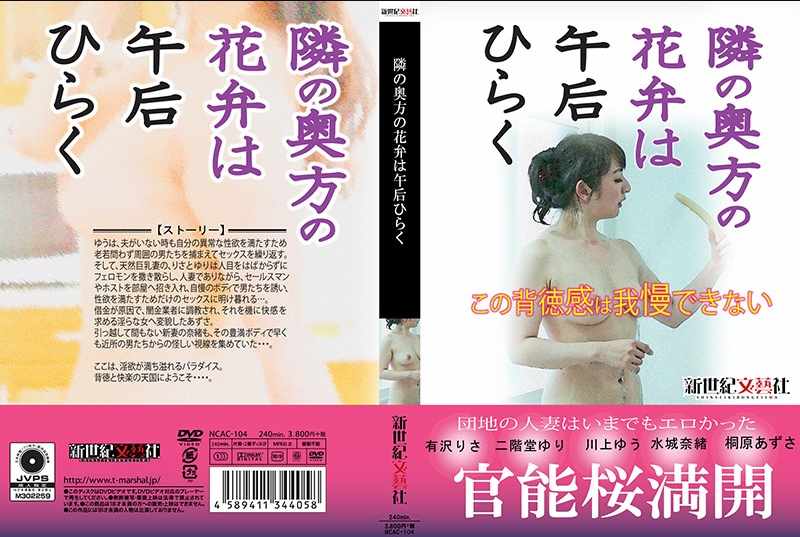 隣の奥方の
花弁は
午后
ひらく
【ストーリー】
ゆうは、夫がいない時も自分の異常な性欲を満たすため
老若問わず周囲の男たちを捕まえてセックスを繰り返す。
そして、天然巨乳妻の、りさとゆりは人目をはばからずに
フェロモンを撒き散らし、人妻でありながら、セールスマン
やホストを部屋へ招き入れ、自慢のボディで男たちを誘い、
性欲を満たすためだけのセックスに明け暮れる…。
借金が原因で、闇金業者に調教され、それを機に快感を
求める淫らな女へ変貌したあずさ。
引っ越して間もない新妻の奈緒も、その豊満ボディで早く
も近所の男たちからの怪しい視線を集めていた・・・。
ここは、淫欲が満ち溢れるパラダイス。
背徳と快楽の天国にようこそ・・・・。
JVPS
M302259
新世紀文藝社
SHINSEIKIBUNGEISHA
DVD
VIDEO
NCAC-104 240min. 3,800円+税
http://www.t-marshal.jp/
4 589411 344058
新世紀文藝社
隣の奥方の花弁は午后ひらく
新世紀文藝社
DVD
VIDEO
240min.
3,800円+税
NCAC-104
隣の奥方の
花弁は
午后
ひらく
この背徳感は我慢できない
新世紀文藝社
SHINSEIKIBUNGEISHA
団地の人妻はいまでもエロかった
有沢りさ 二階堂ゆり 川上ゆう 水城奈緒 桐原あずさ
官能桜満開